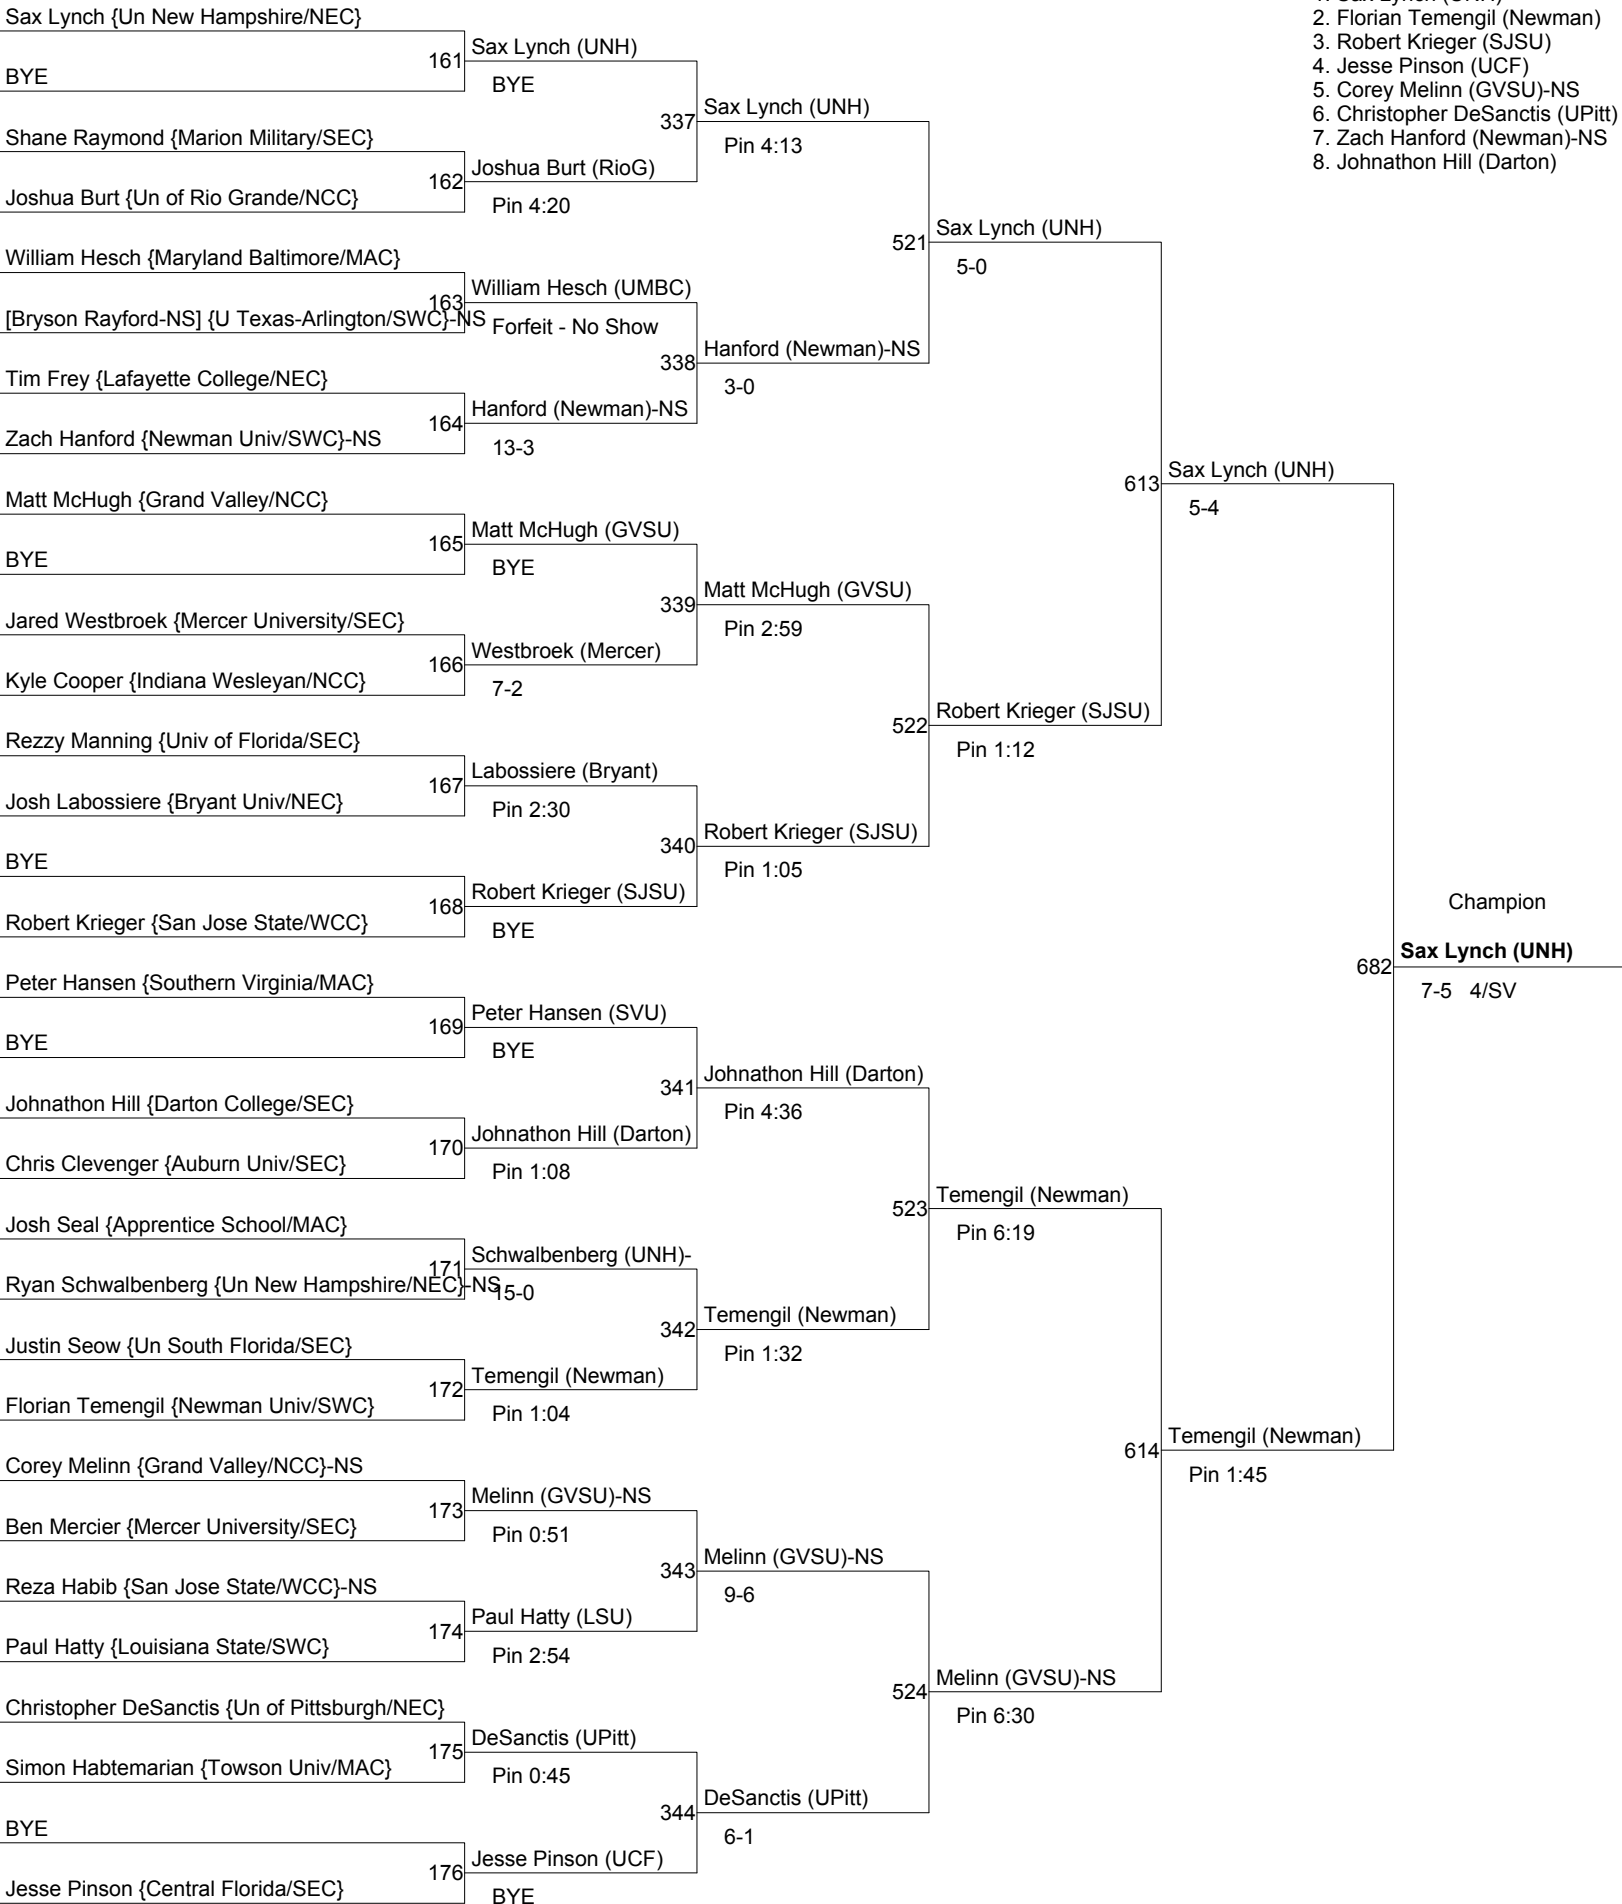 Sax Lynch {Un New Hampshire/NEC}
BYE
Shane Raymond {Marion Military/SEC}
Joshua Burt {Un of Rio Grande/NCC}
William Hesch {Maryland Baltimore/MAC}
[Bryson Rayford-NS] {U Texas-Arlington/SWC}-NS
Tim Frey {Lafayette College/NEC}
Zach Hanford {Newman Univ/SWC}-NS
Matt McHugh {Grand Valley/NCC}
BYE
Jared Westbroek {Mercer University/SEC}
Kyle Cooper {Indiana Wesleyan/NCC}
Rezzy Manning {Univ of Florida/SEC}
Josh Labossiere {Bryant Univ/NEC}
BYE
Robert Krieger {San Jose State/WCC}
Peter Hansen {Southern Virginia/MAC}
BYE
Johnathon Hill {Darton College/SEC}
Chris Clevenger {Auburn Univ/SEC}
Josh Seal {Apprentice School/MAC}
Ryan Schwalbenberg {Un New Hampshire/NEC}-NS
Justin Seow {Un South Florida/SEC}
Florian Temengil {Newman Univ/SWC}
Corey Melinn {Grand Valley/NCC}-NS
Ben Mercier {Mercer University/SEC}
Reza Habib {San Jose State/WCC}-NS
Paul Hatty {Louisiana State/SWC}
Christopher DeSanctis {Un of Pittsburgh/NEC}
Simon Habtemarian {Towson Univ/MAC}
BYE
Jesse Pinson {Central Florida/SEC}
161 Sax Lynch (UNH)
BYE
162 Joshua Burt (RioG)
Pin 4:20
163 William Hesch (UMBC)
Forfeit - No Show
164 Hanford (Newman)-NS
13-3
165 Matt McHugh (GVSU)
BYE
166 Westbroek (Mercer)
7-2
167 Labossiere (Bryant)
Pin 2:30
168 Robert Krieger (SJSU)
BYE
169 Peter Hansen (SVU)
BYE
170 Johnathon Hill (Darton)
Pin 1:08
171 Schwalbenberg (UNH)-
15-0
172 Temengil (Newman)
Pin 1:04
173 Melinn (GVSU)-NS
Pin 0:51
174 Paul Hatty (LSU)
Pin 2:54
175 DeSanctis (UPitt)
Pin 0:45
176 Jesse Pinson (UCF)
BYE
337 Sax Lynch (UNH)
Pin 4:13
338 Hanford (Newman)-NS
3-0
339 Matt McHugh (GVSU)
Pin 2:59
340 Robert Krieger (SJSU)
Pin 1:05
341 Johnathon Hill (Darton)
Pin 4:36
342 Temengil (Newman)
Pin 1:32
343 Melinn (GVSU)-NS
9-6
344 DeSanctis (UPitt)
6-1
521 Sax Lynch (UNH)
5-0
522 Robert Krieger (SJSU)
Pin 1:12
523 Temengil (Newman)
Pin 6:19
524 Melinn (GVSU)-NS
Pin 6:30
613 Sax Lynch (UNH)
5-4
614 Temengil (Newman)
Pin 1:45
Champion
682 Sax Lynch (UNH)
7-5 4/SV
1. Sax Lynch (UNH)
2. Florian Temengil (Newman)
3. Robert Krieger (SJSU)
4. Jesse Pinson (UCF)
5. Corey Melinn (GVSU)-NS
6. Christopher DeSanctis (UPitt)
7. Zach Hanford (Newman)-NS
8. Johnathon Hill (Darton)